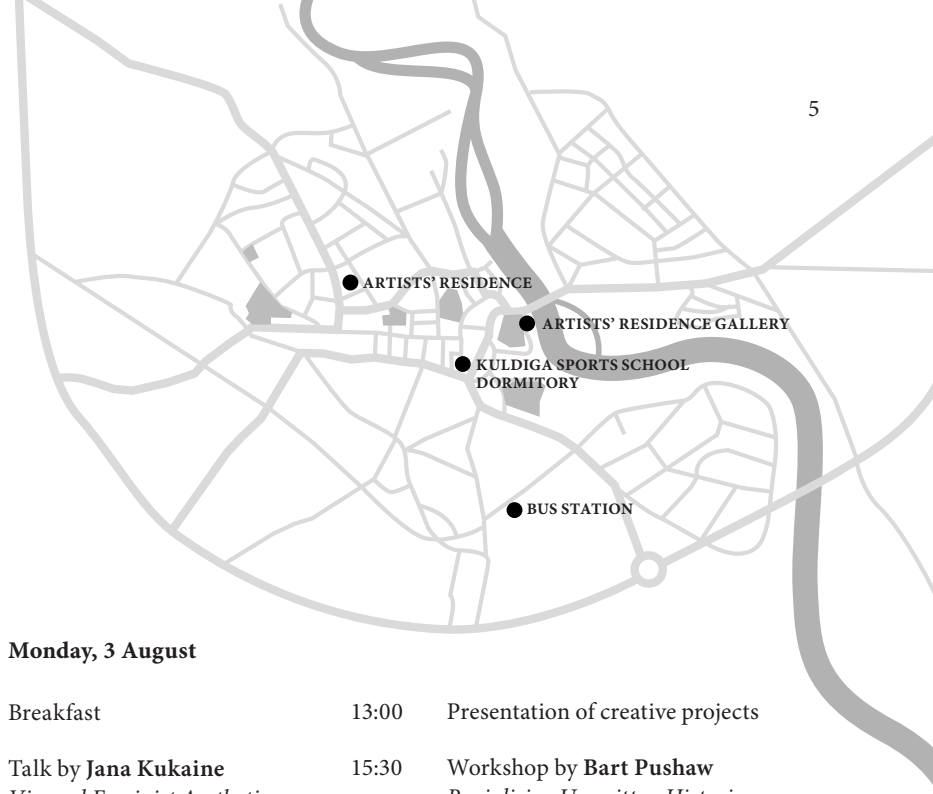 5
ARTISTS’ RESIDENCE
ARTISTS’ RESIDENCE GALLERY
KULDIGA SPORTS SCHOOL
DORMITORY
BUS STATION
Monday, 3 August
Breakfast
13:00
Presentation of creative projects
Talk by Jana Kukaine
15:30
Workshop by Bart Pushaw